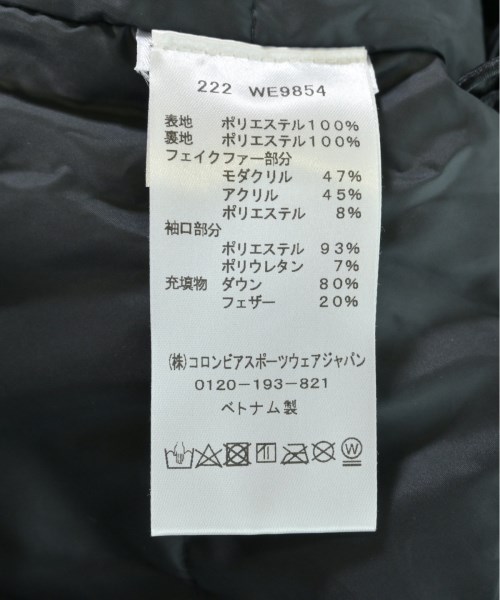 222 WE9854
表地 ポリエステル100%
裏地 ポリエステル100%
フェイクファー部分
モダクリル 47%
アクリル 45%
ポリエステル 8%
袖口部分
ポリエステル 93%
ポリウレタン 7%
充填物 ダウン 80%
フェザー 20%
(株)コロンビアスポーツウェアジャパン
0120-193-821
ベトナム製
W